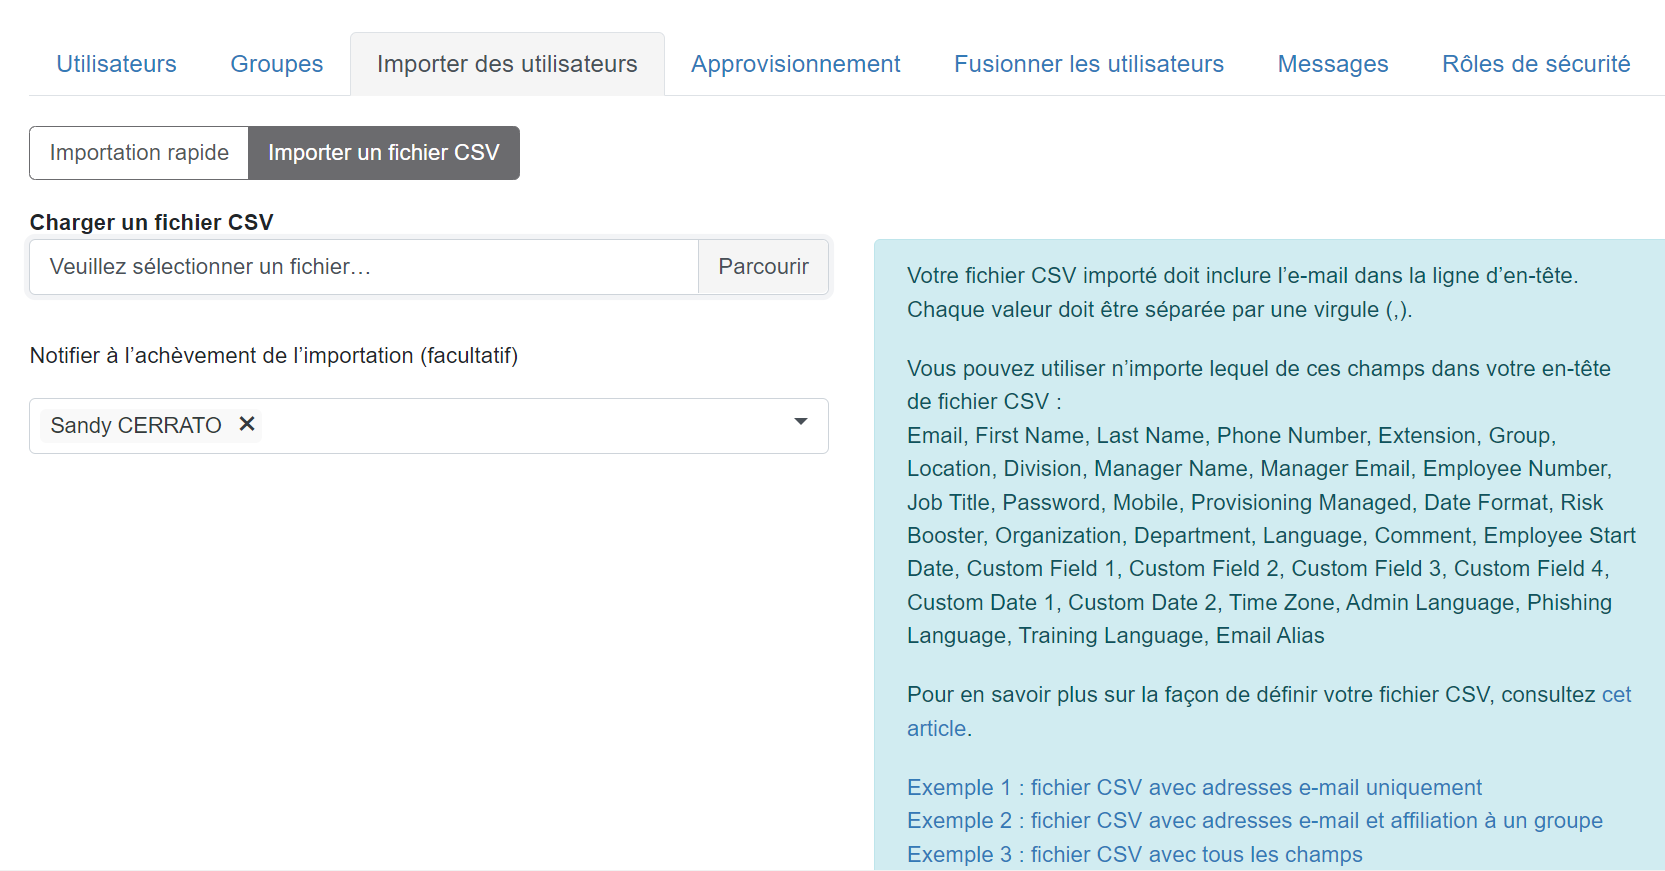 Utilisateurs
Groupes
Importer des utilisateurs
Approvisionnement
Fusionner les utilisateurs
Messages
Rôles de sécurité
Importation rapide
Importer un fichier CSV
Charger un fichier CSV
Veuillez sélectionner un fichier…
Parcourir
Notifier à l’achèvement de l’importation (facultatif)
Sandy CERRATO ✕
Votre fichier CSV importé doit inclure l’e-mail dans la ligne d’en-tête.
Chaque valeur doit être séparée par une virgule (,).
Vous pouvez utiliser n’importe lequel de ces champs dans votre en-tête
de fichier CSV :
Email, First Name, Last Name, Phone Number, Extension, Group,
Location, Division, Manager Name, Manager Email, Employee Number,
Job Title, Password, Mobile, Provisioning Managed, Date Format, Risk
Booster, Organization, Department, Language, Comment, Employee Start
Date, Custom Field 1, Custom Field 2, Custom Field 3, Custom Field 4,
Custom Date 1, Custom Date 2, Time Zone, Admin Language, Phishing
Language, Training Language, Email Alias
Pour en savoir plus sur la façon de définir votre fichier CSV, consultez cet
article.
Exemple 1 : fichier CSV avec adresses e-mail uniquement
Exemple 2 : fichier CSV avec adresses e-mail et affiliation à un groupe
Exemple 3 : fichier CSV avec tous les champs